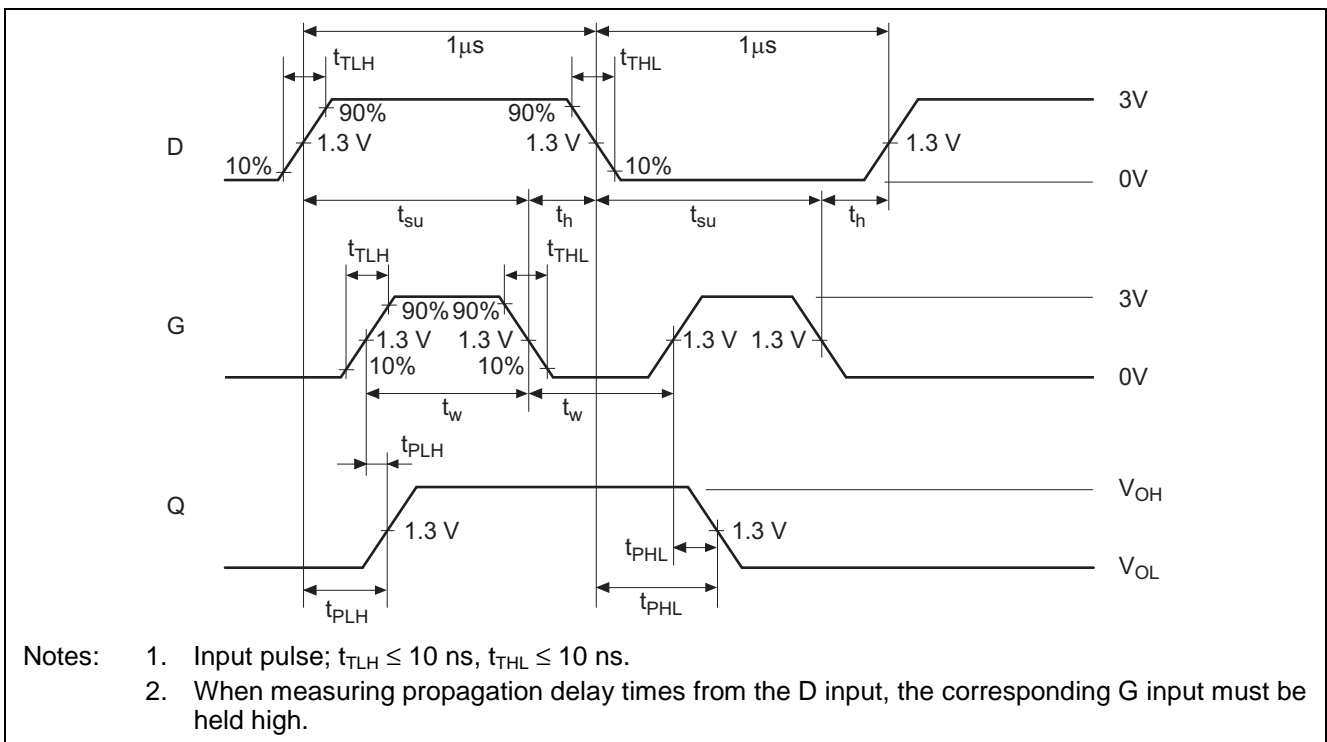 1μs 1μs
tTLH tTHL
90% 90% 3V
D 1.3 V 1.3 V 1.3 V
10% 10% 0V
tsu th tsu th
tTLH tTHL
3V
90% 90%
G 1.3 V 1.3 V 1.3 V 1.3 V
10% 10% 0V
tw tw
tPLH
VOH
Q 1.3 V 1.3 V
tPHL
VOL
tPLH tPHL
Notes: 1. Input pulse; tTLH ≤ 10 ns, tTHL ≤ 10 ns.
2. When measuring propagation delay times from the D input, the corresponding G input must be
held high.